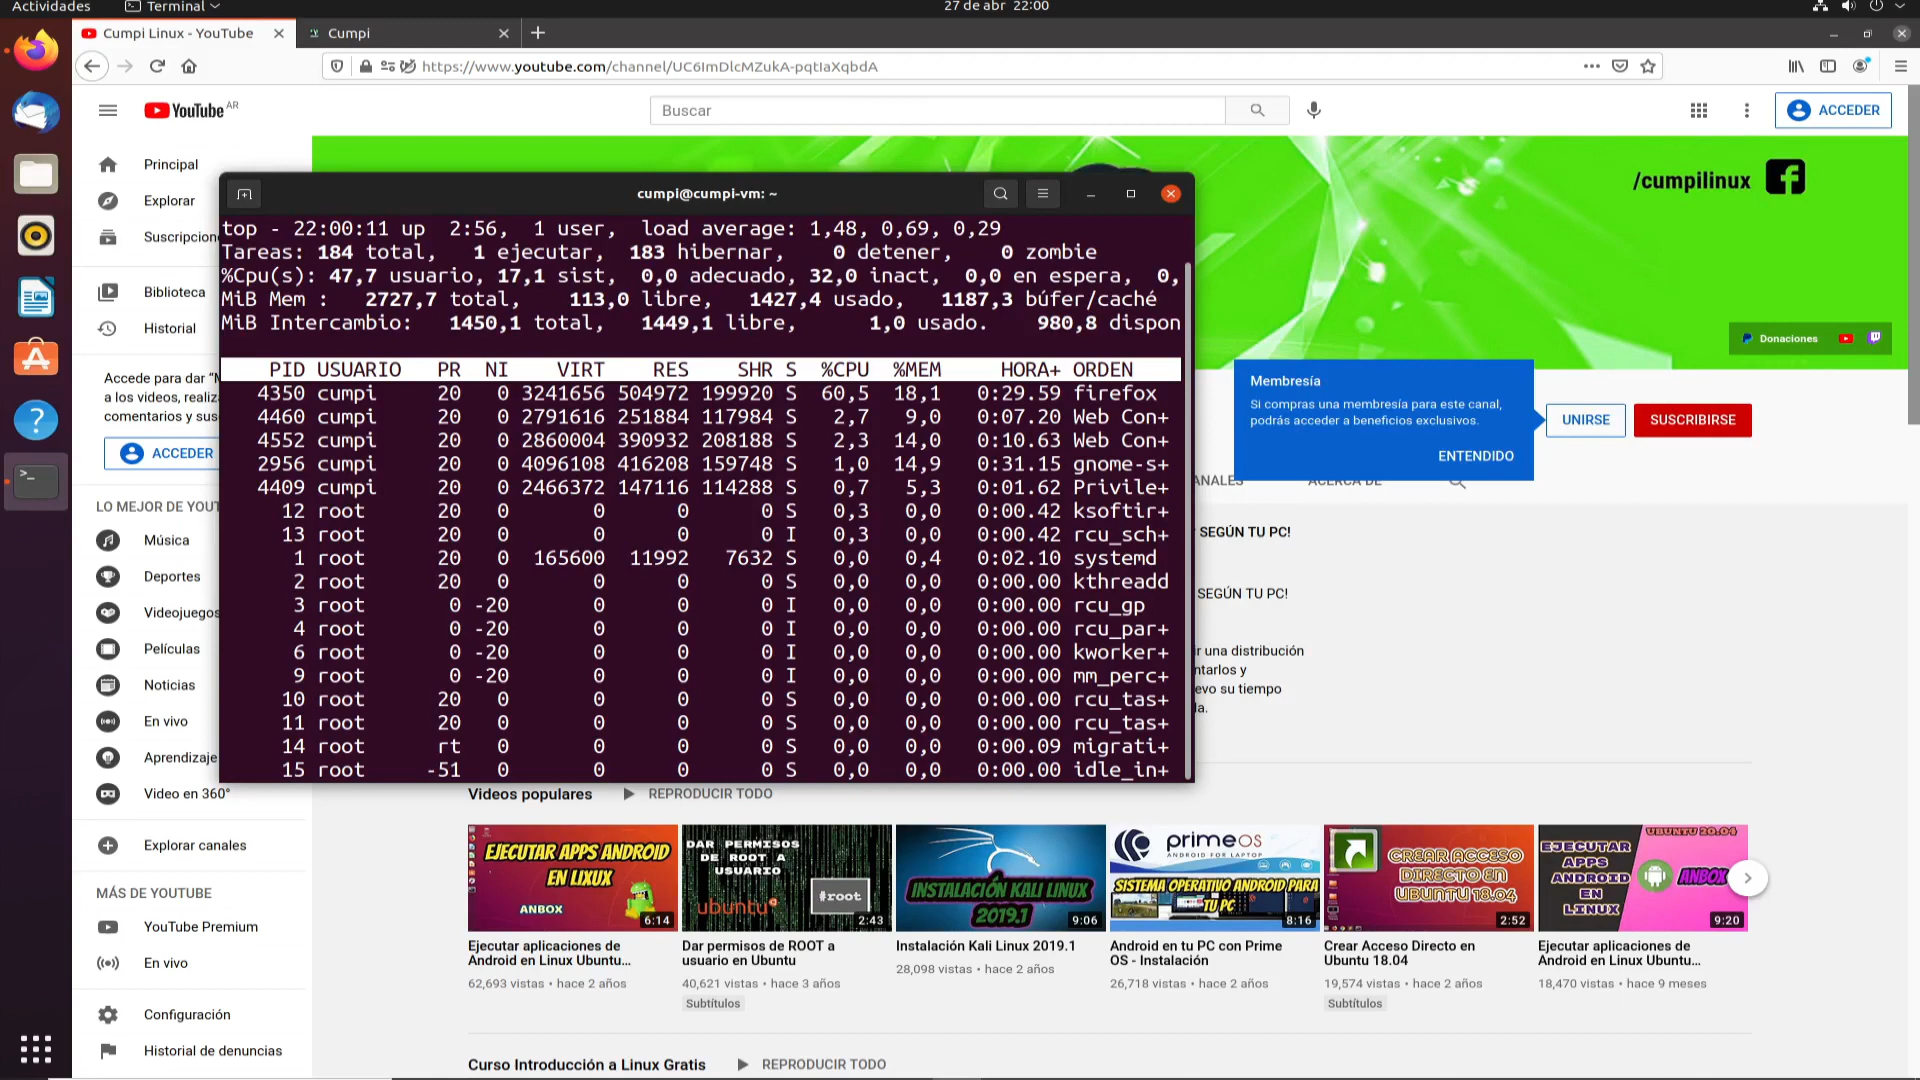 Actividades
Terminal
27 de abr 22:00
Cumpi Linux - YouTube
Cumpi
https://www.youtube.com/channel/UC6ImDlcMZukA-pqtIaXqbdA
YouTube AR
Buscar
ACCEDER
Principal
Explorar
Suscripcion
Biblioteca
Historial
Accede para dar “M
a los videos, realiza
comentarios y sus
ACCEDER
LO MEJOR DE YOUT
Música
Deportes
Videojuegos
Películas
Noticias
En vivo
Aprendizaje
Video en 360°
Explorar canales
MÁS DE YOUTUBE
YouTube Premium
En vivo
Configuración
Historial de denuncias
/cumpilinux
Donaciones
cumpi@cumpi-vm: ~
top - 22:00:11 up  2:56,  1 user,  load average: 1,48, 0,69, 0,29
Tareas: 184 total,   1 ejecutar,  183 hibernar,    0 detener,    0 zombie
%Cpu(s): 47,7 usuario, 17,1 sist,  0,0 adecuado, 32,0 inact,  0,0 en espera,  0,
MiB Mem :   2727,7 total,    113,0 libre,   1427,4 usado,   1187,3 búfer/caché
MiB Intercambio:   1450,1 total,   1449,1 libre,      1,0 usado.    980,8 dispon
PID USUARIO   PR  NI    VIRT    RES    SHR S  %CPU  %MEM     HORA+ ORDEN
4350 cumpi     20   0 3241656 504972 199920 S  60,5  18,1   0:29.59 firefox
4460 cumpi     20   0 2791616 251884 117984 S   2,7   9,0   0:07.20 Web Con+
4552 cumpi     20   0 2860004 390932 208188 S   2,3  14,0   0:10.63 Web Con+
2956 cumpi     20   0 4096108 416208 159748 S   1,0  14,9   0:31.15 gnome-s+
4409 cumpi     20   0 2466372 147116 114288 S   0,7   5,3   0:01.62 Privile+
12 root      20   0       0      0      0 S   0,3   0,0   0:00.42 ksoftir+
13 root      20   0       0      0      0 I   0,3   0,0   0:00.42 rcu_sch+
1 root      20   0  165600  11992   7632 S   0,0   0,4   0:02.10 systemd
2 root      20   0       0      0      0 S   0,0   0,0   0:00.00 kthreadd
3 root       0 -20       0      0      0 I   0,0   0,0   0:00.00 rcu_gp
4 root       0 -20       0      0      0 I   0,0   0,0   0:00.00 rcu_par+
6 root       0 -20       0      0      0 I   0,0   0,0   0:00.00 kworker+
9 root       0 -20       0      0      0 I   0,0   0,0   0:00.00 mm_perc+
10 root      20   0       0      0      0 S   0,0   0,0   0:00.00 rcu_tas+
11 root      20   0       0      0      0 S   0,0   0,0   0:00.00 rcu_tas+
14 root      rt   0       0      0      0 S   0,0   0,0   0:00.09 migrati+
15 root     -51   0       0      0      0 S   0,0   0,0   0:00.00 idle_in+
Membresía
Si compras una membresía para este canal,
podrás acceder a beneficios exclusivos.
ENTENDIDO
UNIRSE
SUSCRIBIRSE
ANALES
ACERCA DE
SEGÚN TU PC!
SEGÚN TU PC!
ir una distribución
ntarlos y
evo su tiempo
a.
Videos populares
REPRODUCIR TODO
EJECUTAR APPS ANDROID
EN LIXUX
ANBOX
6:14
Ejecutar aplicaciones de
Android en Linux Ubuntu...
62,693 vistas • hace 2 años
DAR PERMISOS
DE ROOT A
USUARIO
ubuntu
#root
2:43
Dar permisos de ROOT a
usuario en Ubuntu
40,621 vistas • hace 3 años
Subtítulos
INSTALACIÓN KALI LINUX
2019.1
9:06
Instalación Kali Linux 2019.1
28,098 vistas • hace 2 años
primeOS
ANDROID FOR LAPTOP
SISTEMA OPERATIVO ANDROID PARA
TU PC
8:16
Android en tu PC con Prime
OS - Instalación
26,718 vistas • hace 2 años
CREAR ACCESO
DIRECTO EN
UBUNTU 18.04
2:52
Crear Acceso Directo en
Ubuntu 18.04
19,574 vistas • hace 2 años
Subtítulos
UBUNTU 20.04
EJECUTAR
APPS
ANDROID
EN
LINUX
ANBOX
9:20
Ejecutar aplicaciones de
Android en Linux Ubuntu...
18,470 vistas • hace 9 meses
Curso Introducción a Linux Gratis
REPRODUCIR TODO